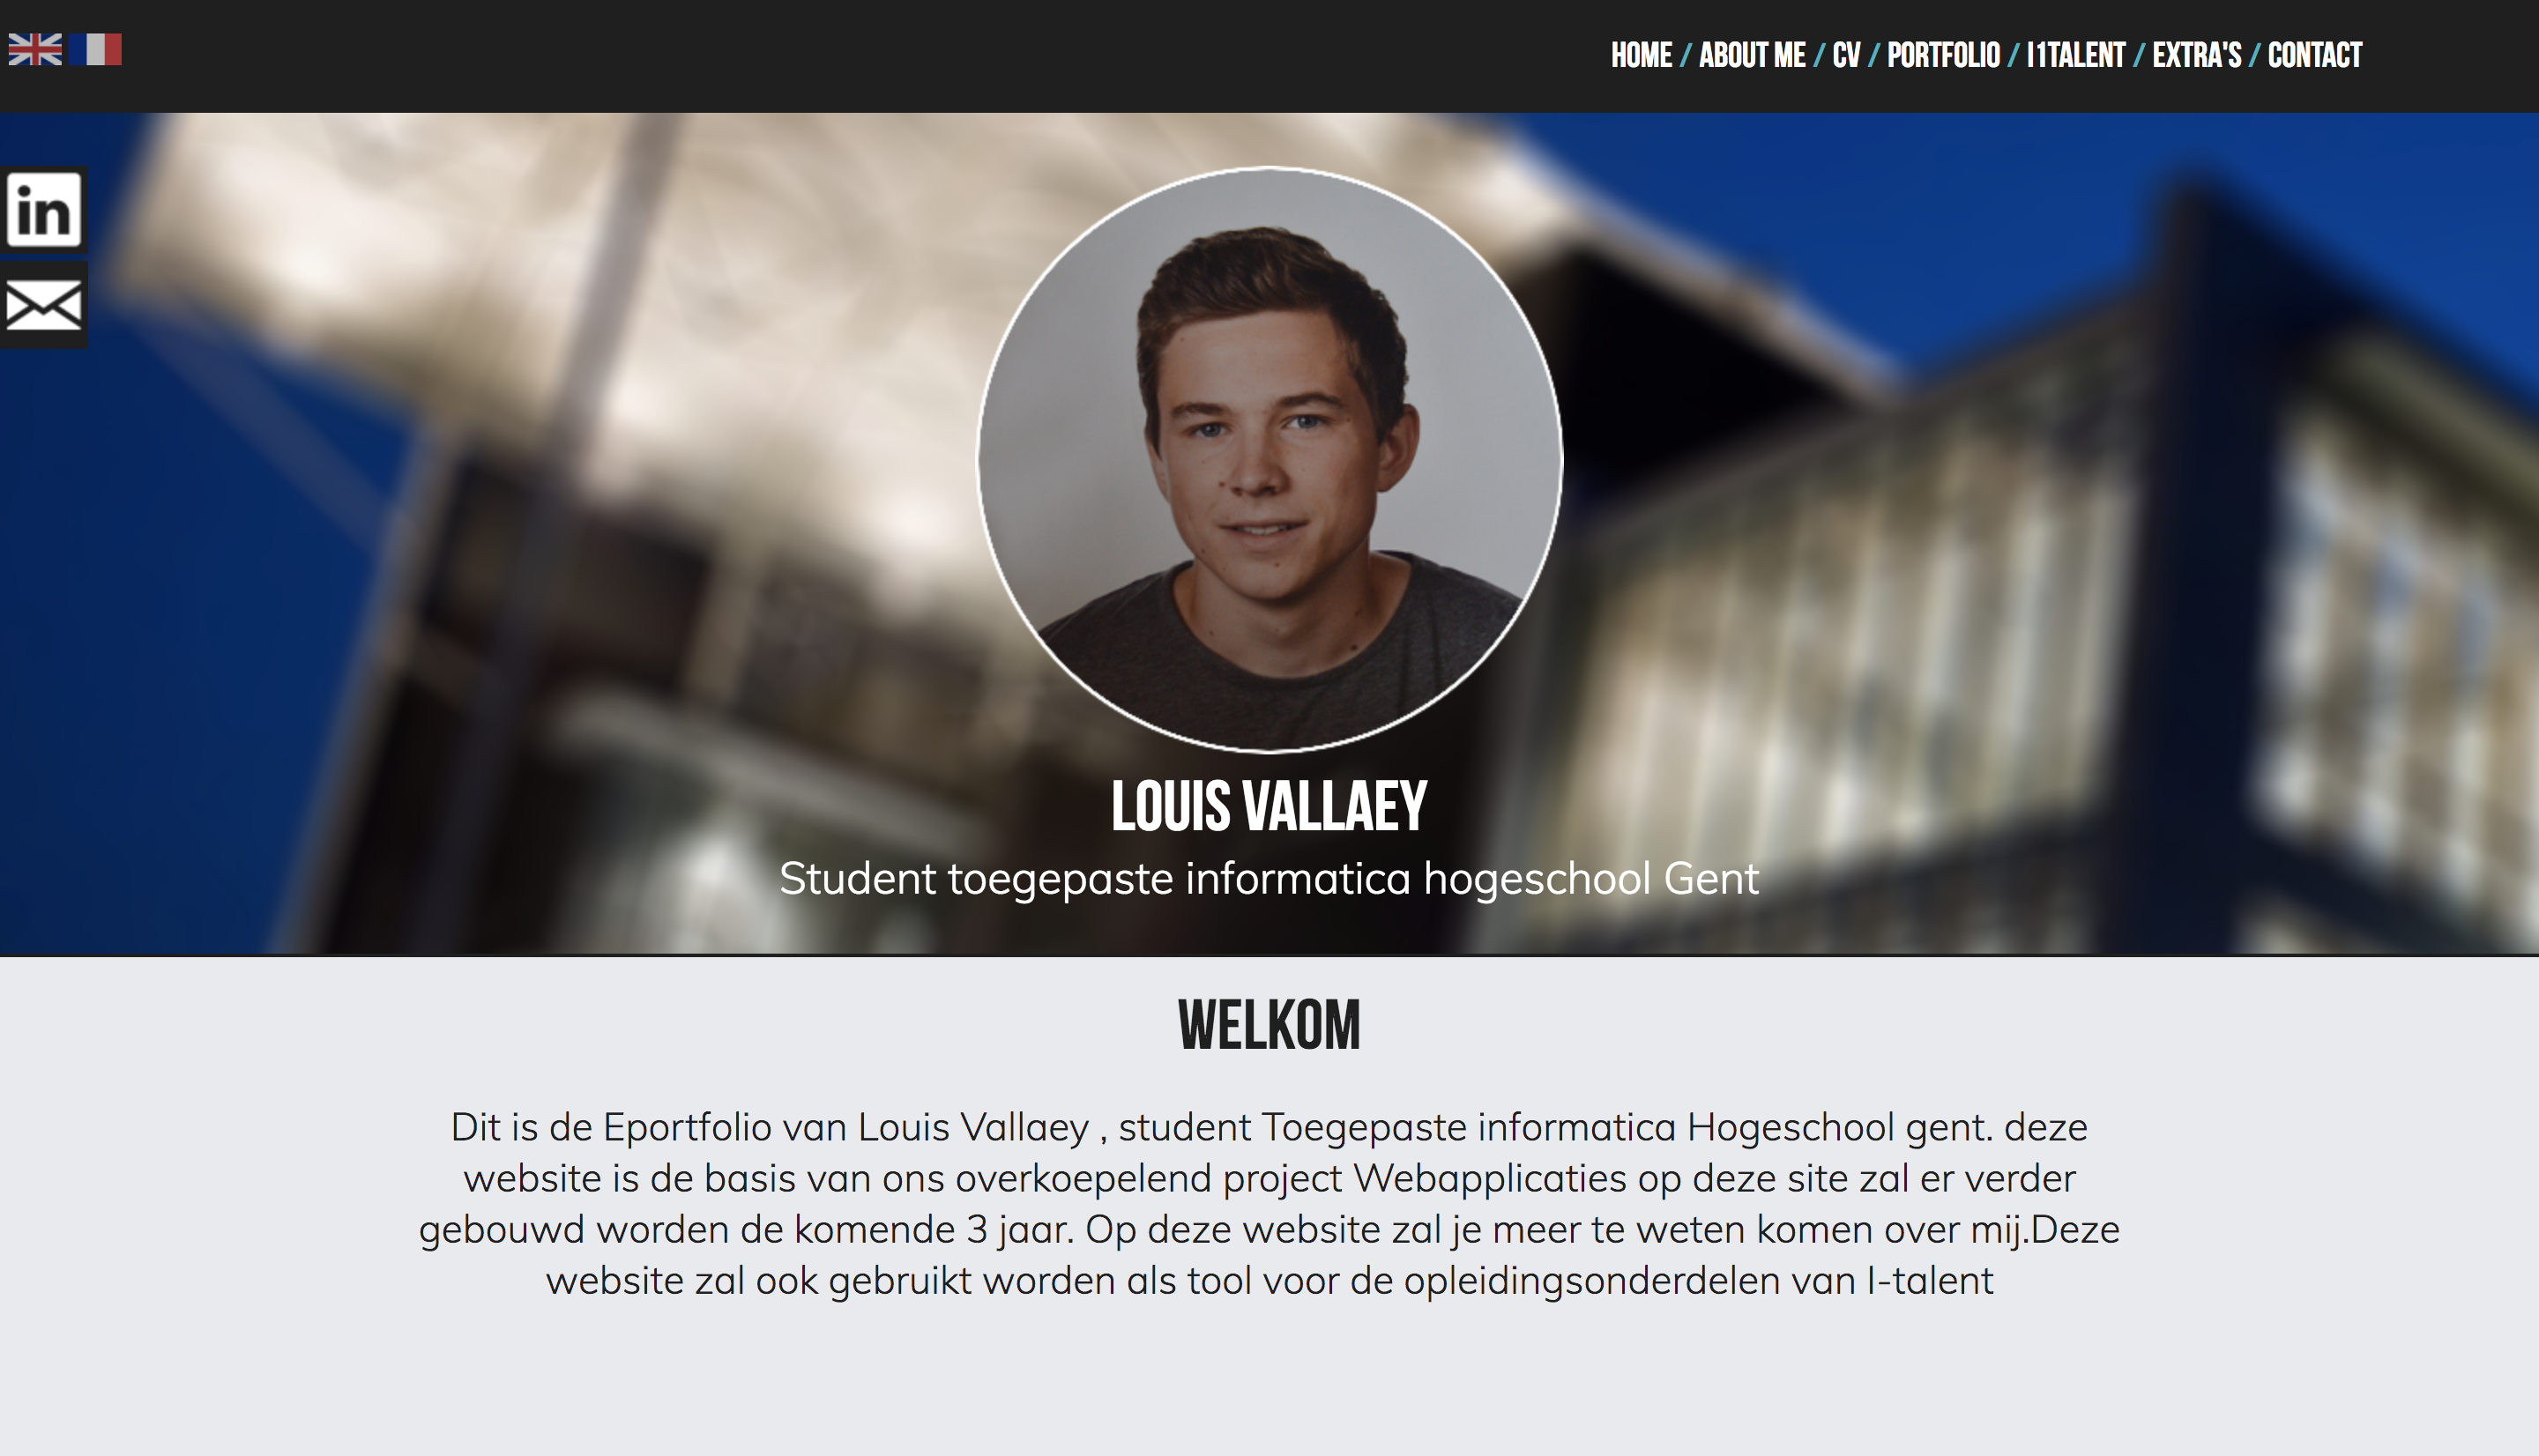 HOME / ABOUT ME / CV / PORTFOLIO / I1TALENT / EXTRA'S / CONTACT
in
LOUIS VALLAEY
Student toegepaste informatica hogeschool Gent
WELKOM
Dit is de Eportfolio van Louis Vallaey , student Toegepaste informatica Hogeschool gent. deze
website is de basis van ons overkoepelend project Webapplicaties op deze site zal er verder
gebouwd worden de komende 3 jaar. Op deze website zal je meer te weten komen over mij.Deze
website zal ook gebruikt worden als tool voor de opleidingsonderdelen van I-talent